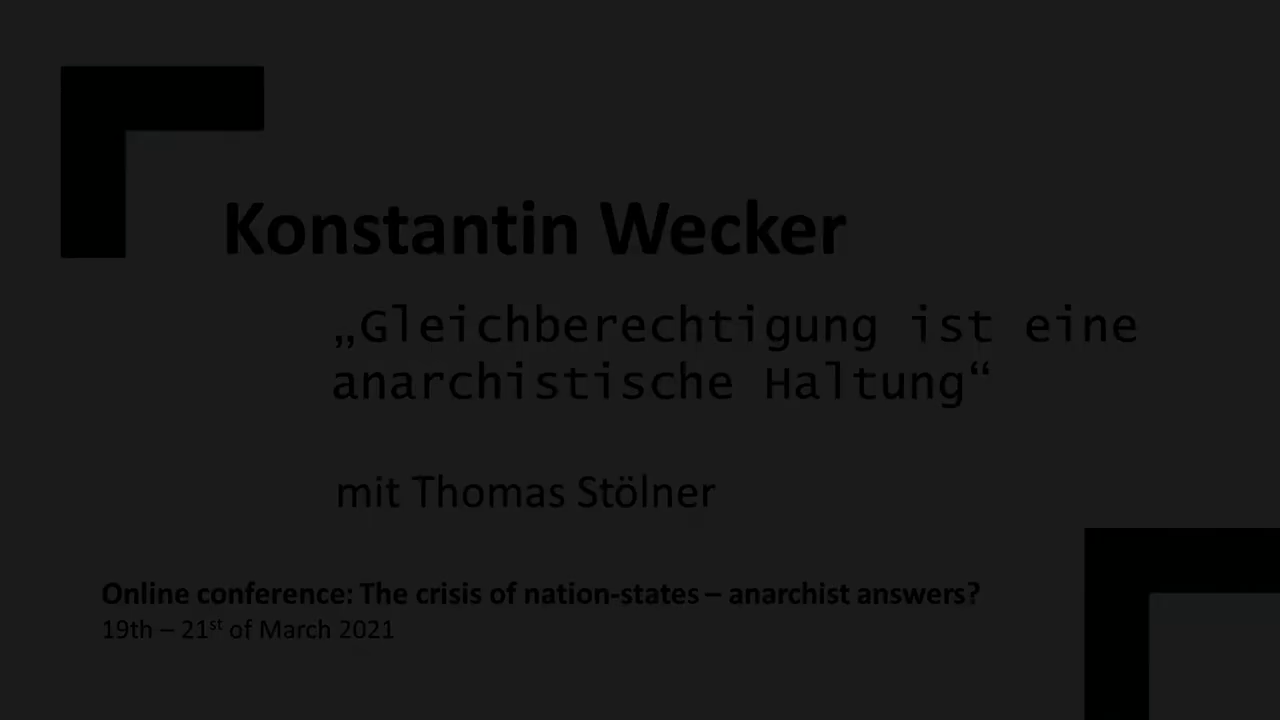 Konstantin Wecker
„Gleichberechtigung ist eine
anarchistische Haltung“
mit Thomas Stölner
Online conference: The crisis of nation-states – anarchist answers?
19th – 21st of March 2021